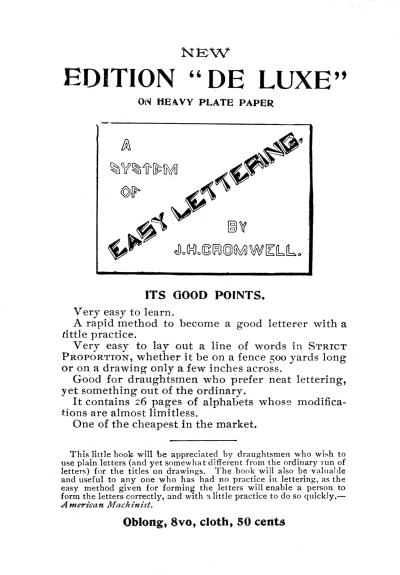 NEW
EDITION "DE LUXE"
ON HEAVY PLATE PAPER
A
SYSTEM
OF
EASY LETTERING.
BY
J.H.CROMWELL.
ITS GOOD POINTS.
Very easy to learn.
A rapid method to become a good letterer with a
little practice.
Very easy to lay out a line of words in STRICT
PROPORTION, whether it be on a fence 500 yards long
or on a drawing only a few inches across.
Good for draughtsmen who prefer neat lettering,
yet something out of the ordinary.
It contains 26 pages of alphabets whose modifica-
tions are almost limitless.
One of the cheapest in the market.
This little book will be appreciated by draughtsmen who wish to
use plain letters (and yet somewhat different from the ordinary run of
letters) for the titles on drawings. The book will also be valuable
and useful to any one who has had no practice in lettering, as the
easy method given for forming the letters will enable a person to
form the letters correctly, and with a little practice to do so quickly.—
American Machinist.
Oblong, 8vo, cloth, 50 cents